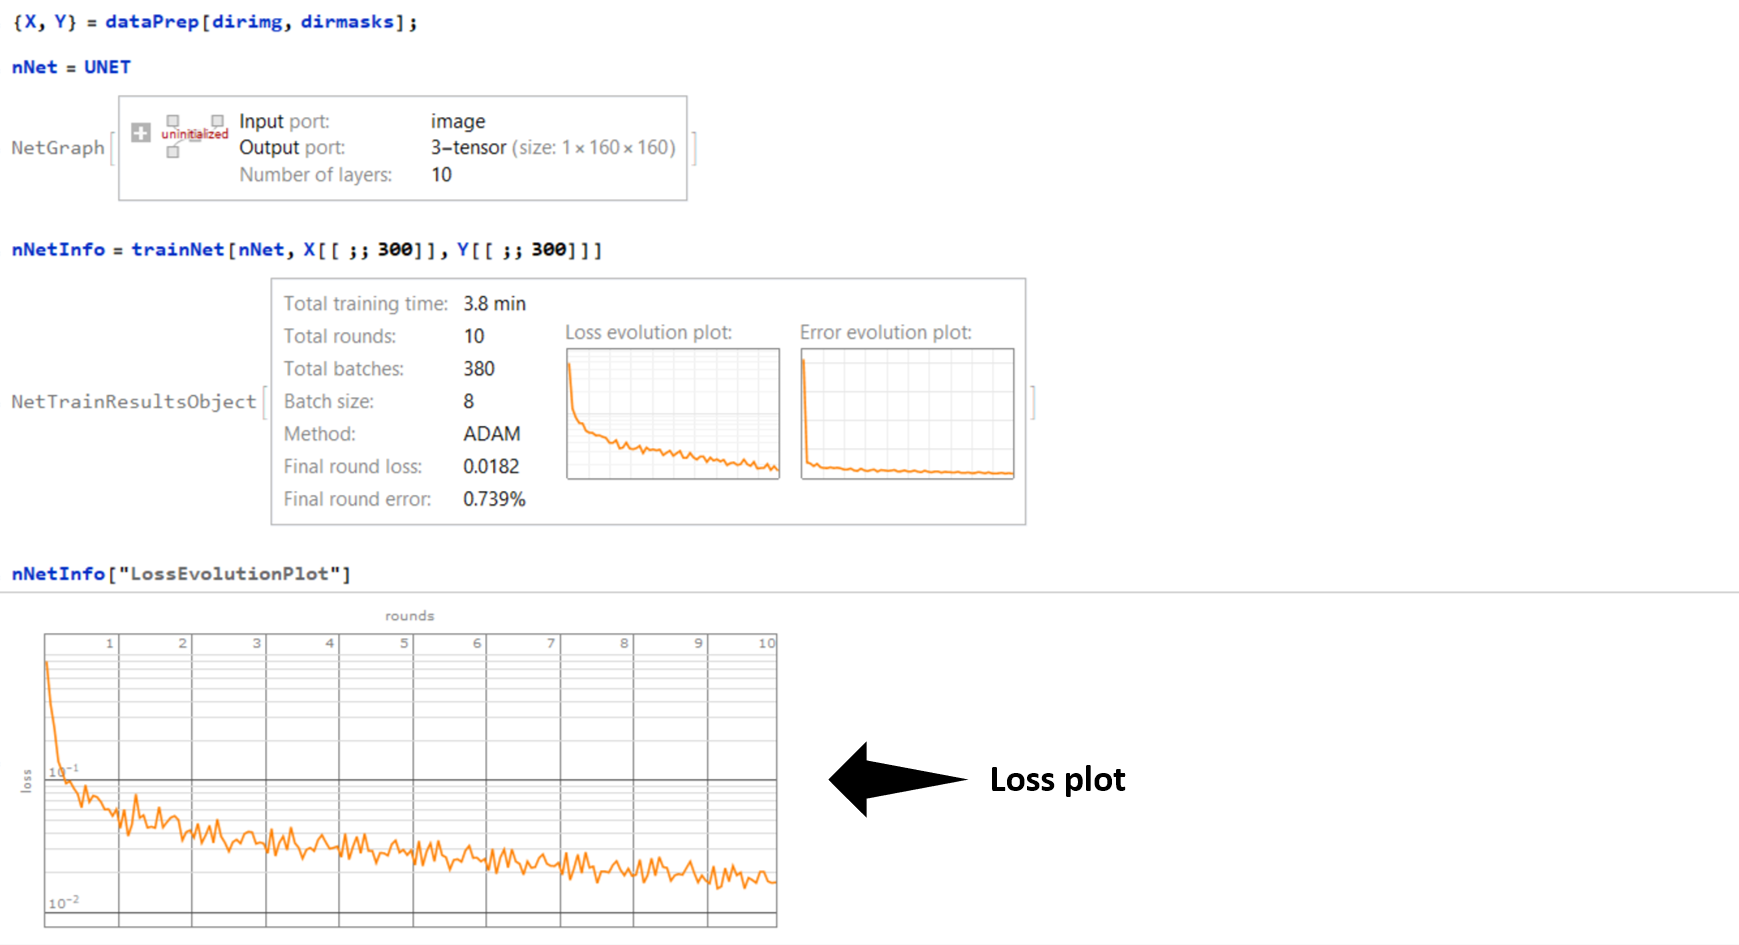 {X, Y} = dataPrep[dirimg, dirmasks];
nNet = UNET
NetGraph[
uninitialized
Input port: image
Output port: 3-tensor (size: 1×160×160)
Number of layers: 10
]
nNetInfo = trainNet[nNet, X[[ ;; 300]], Y[[ ;; 300]]]
NetTrainResultsObject[
Total training time: 3.8 min
Total rounds: 10
Total batches: 380
Batch size: 8
Method: ADAM
Final round loss: 0.0182
Final round error: 0.739%
Loss evolution plot:
Error evolution plot:
]
nNetInfo["LossEvolutionPlot"]
rounds
1 2 3 4 5 6 7 8 9 10
loss
10⁻¹
10⁻²
Loss plot